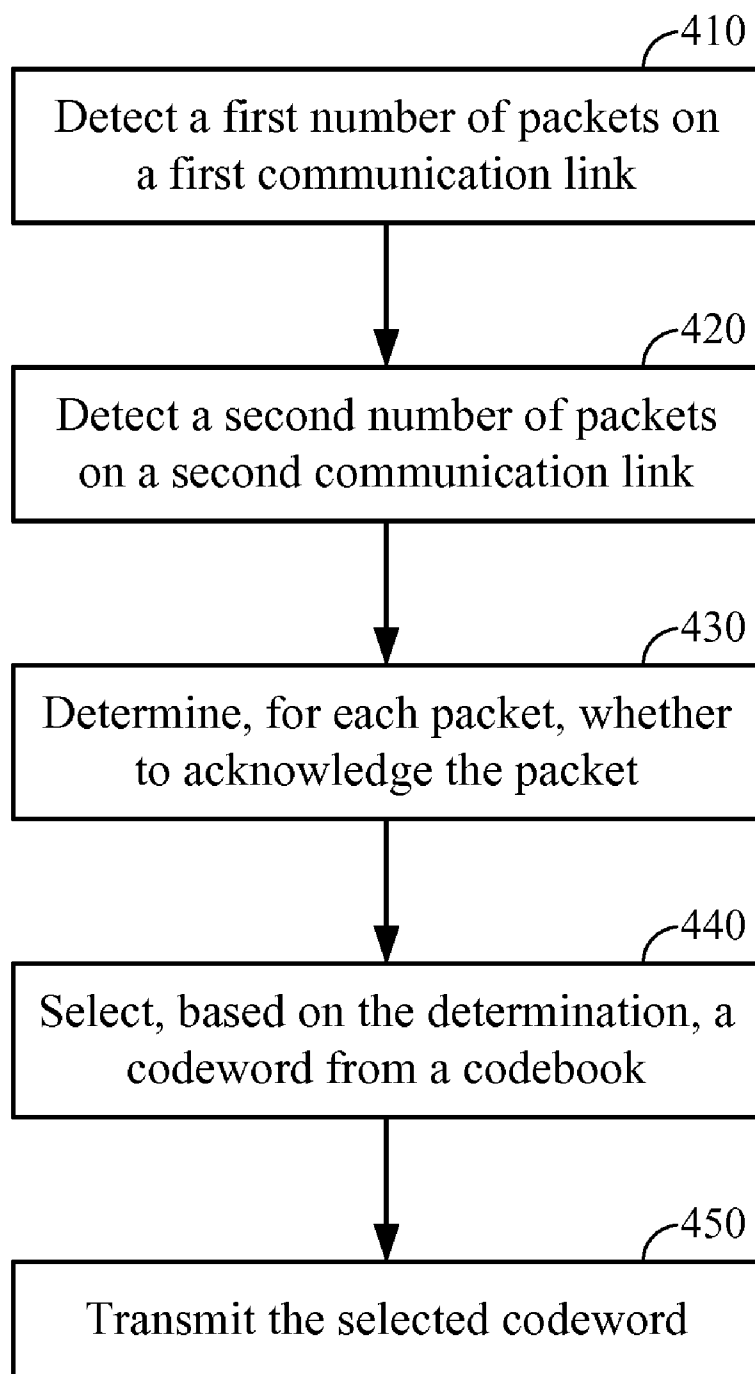 410
Detect a first number of packets on
a first communication link
420
Detect a second number of packets
on a second communication link
430
Determine, for each packet, whether
to acknowledge the packet
440
Select, based on the determination, a
codeword from a codebook
450
Transmit the selected codeword